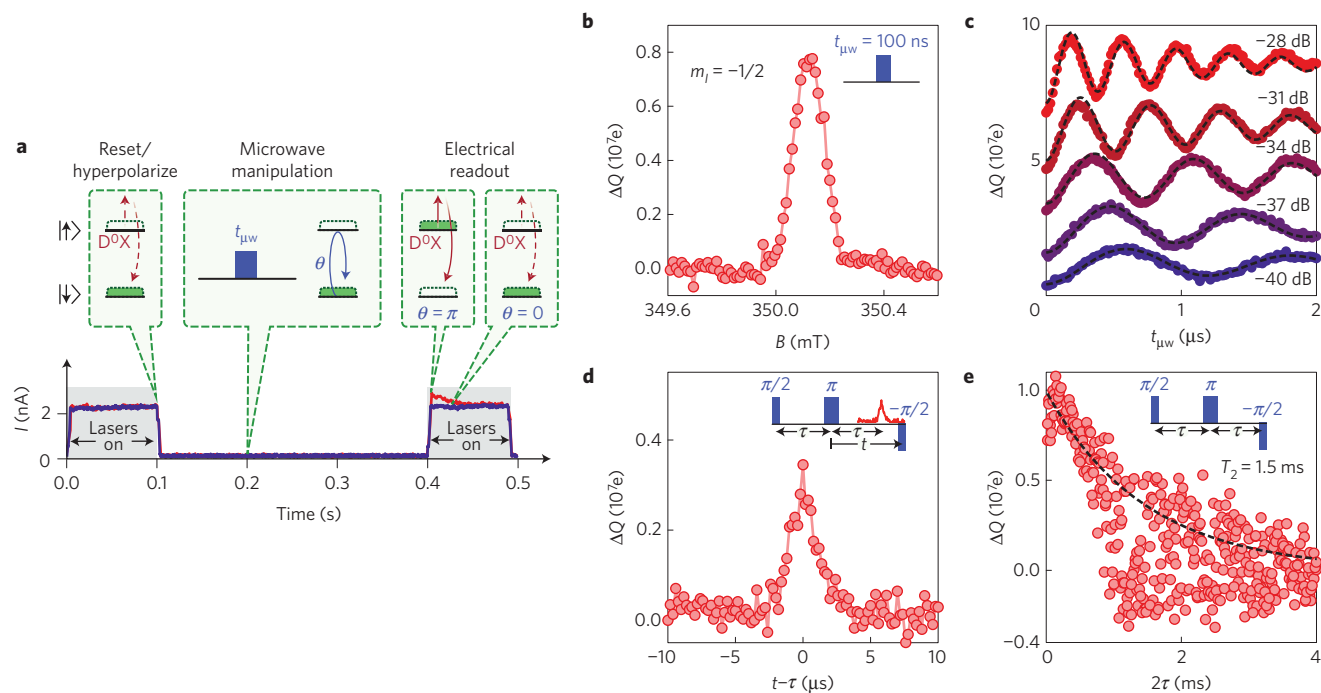 a
Reset/
hyperpolarize
Microwave
manipulation
Electrical
readout
|↑>
|↓>
D⁰X
t_μw
θ
D⁰X
D⁰X
θ = π
θ = 0
I (nA)
2
0
Lasers
on
Lasers
on
0.0 0.1 0.2 0.3 0.4 0.5
Time (s)
b
t_μw = 100 ns
m_I = −1/2
ΔQ (10⁷e)
0.8
0.6
0.4
0.2
0.0
349.6 350.0 350.4
B (mT)
c
ΔQ (10⁷e)
10
5
0
−28 dB
−31 dB
−34 dB
−37 dB
−40 dB
0 1 2
t_μw (μs)
d
π/2 π −π/2
τ τ
t
ΔQ (10⁷e)
0.4
0.2
0.0
−10 −5 0 5 10
t−τ (μs)
e
π/2 π −π/2
τ τ
T₂ = 1.5 ms
ΔQ (10⁷e)
1.0
0.5
0.0
−0.4
0 2 4
2τ (ms)